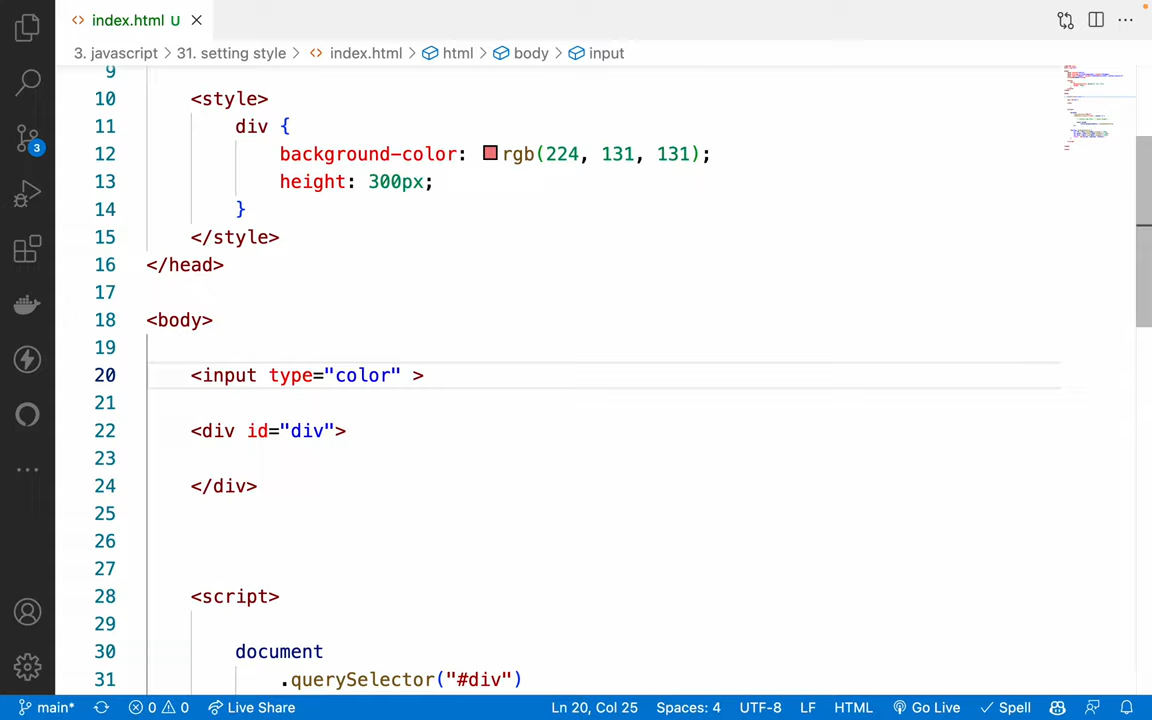 index.html U
3. javascript > 31. setting style > index.html > html > body > input
9
10 <style>
11 div {
12 background-color: rgb(224, 131, 131);
13 height: 300px;
14 }
15 </style>
16 </head>
17
18 <body>
19
20 <input type="color" >
21
22 <div id="div">
23
24 </div>
25
26
27
28 <script>
29
30 document
31 .querySelector("#div")
3
main* 0 0 Live Share Ln 20, Col 25 Spaces: 4 UTF-8 LF HTML Go Live Spell